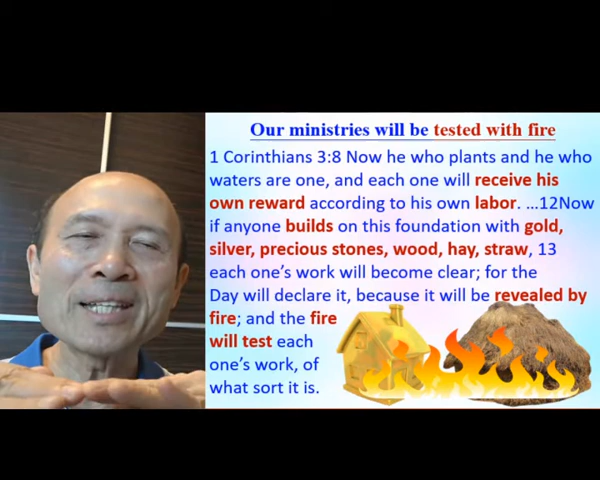 Our ministries will be tested with fire
1 Corinthians 3:8 Now he who plants and he who
waters are one, and each one will receive his
own reward according to his own labor. …12Now
if anyone builds on this foundation with gold,
silver, precious stones, wood, hay, straw, 13
each one’s work will become clear; for the
Day will declare it, because it will be revealed by
fire; and the fire
will test each
one’s work, of
what sort it is.